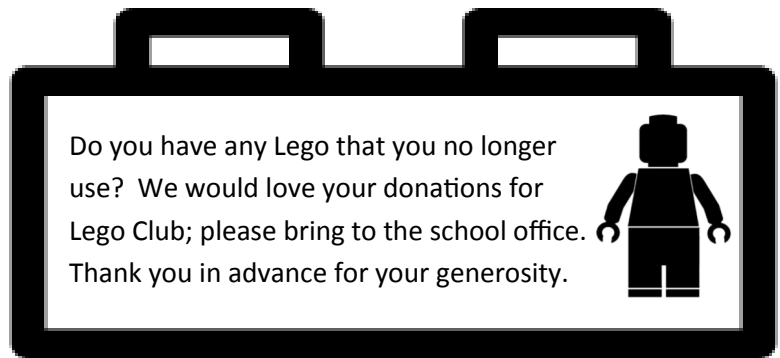 Do you have any Lego that you no longer
use?  We would love your donations for
Lego Club; please bring to the school office.
Thank you in advance for your generosity.